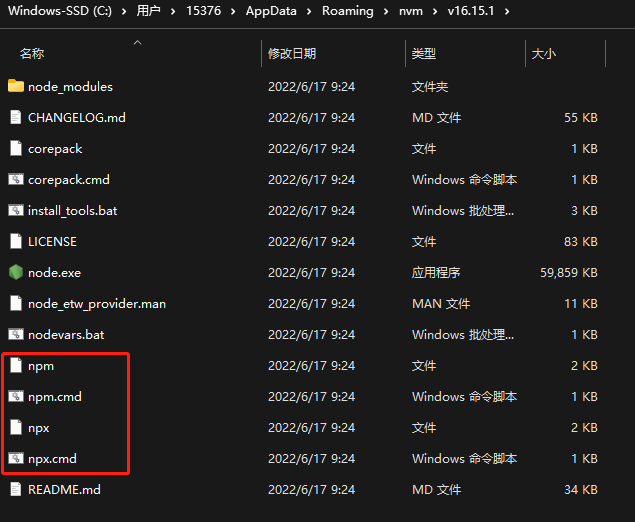 Windows-SSD (C:) > 用户 > 15376 > AppData > Roaming > nvm > v16.15.1 >
名称 修改日期 类型 大小
node_modules 2022/6/17 9:24 文件夹
CHANGELOG.md 2022/6/17 9:24 MD 文件 55 KB
corepack 2022/6/17 9:24 文件 1 KB
corepack.cmd 2022/6/17 9:24 Windows 命令脚本 1 KB
install_tools.bat 2022/6/17 9:24 Windows 批处理... 3 KB
LICENSE 2022/6/17 9:24 文件 83 KB
node.exe 2022/6/17 9:24 应用程序 59,859 KB
node_etw_provider.man 2022/6/17 9:24 MAN 文件 11 KB
nodevars.bat 2022/6/17 9:24 Windows 批处理... 1 KB
npm 2022/6/17 9:24 文件 2 KB
npm.cmd 2022/6/17 9:24 Windows 命令脚本 1 KB
npx 2022/6/17 9:24 文件 2 KB
npx.cmd 2022/6/17 9:24 Windows 命令脚本 1 KB
README.md 2022/6/17 9:24 MD 文件 34 KB